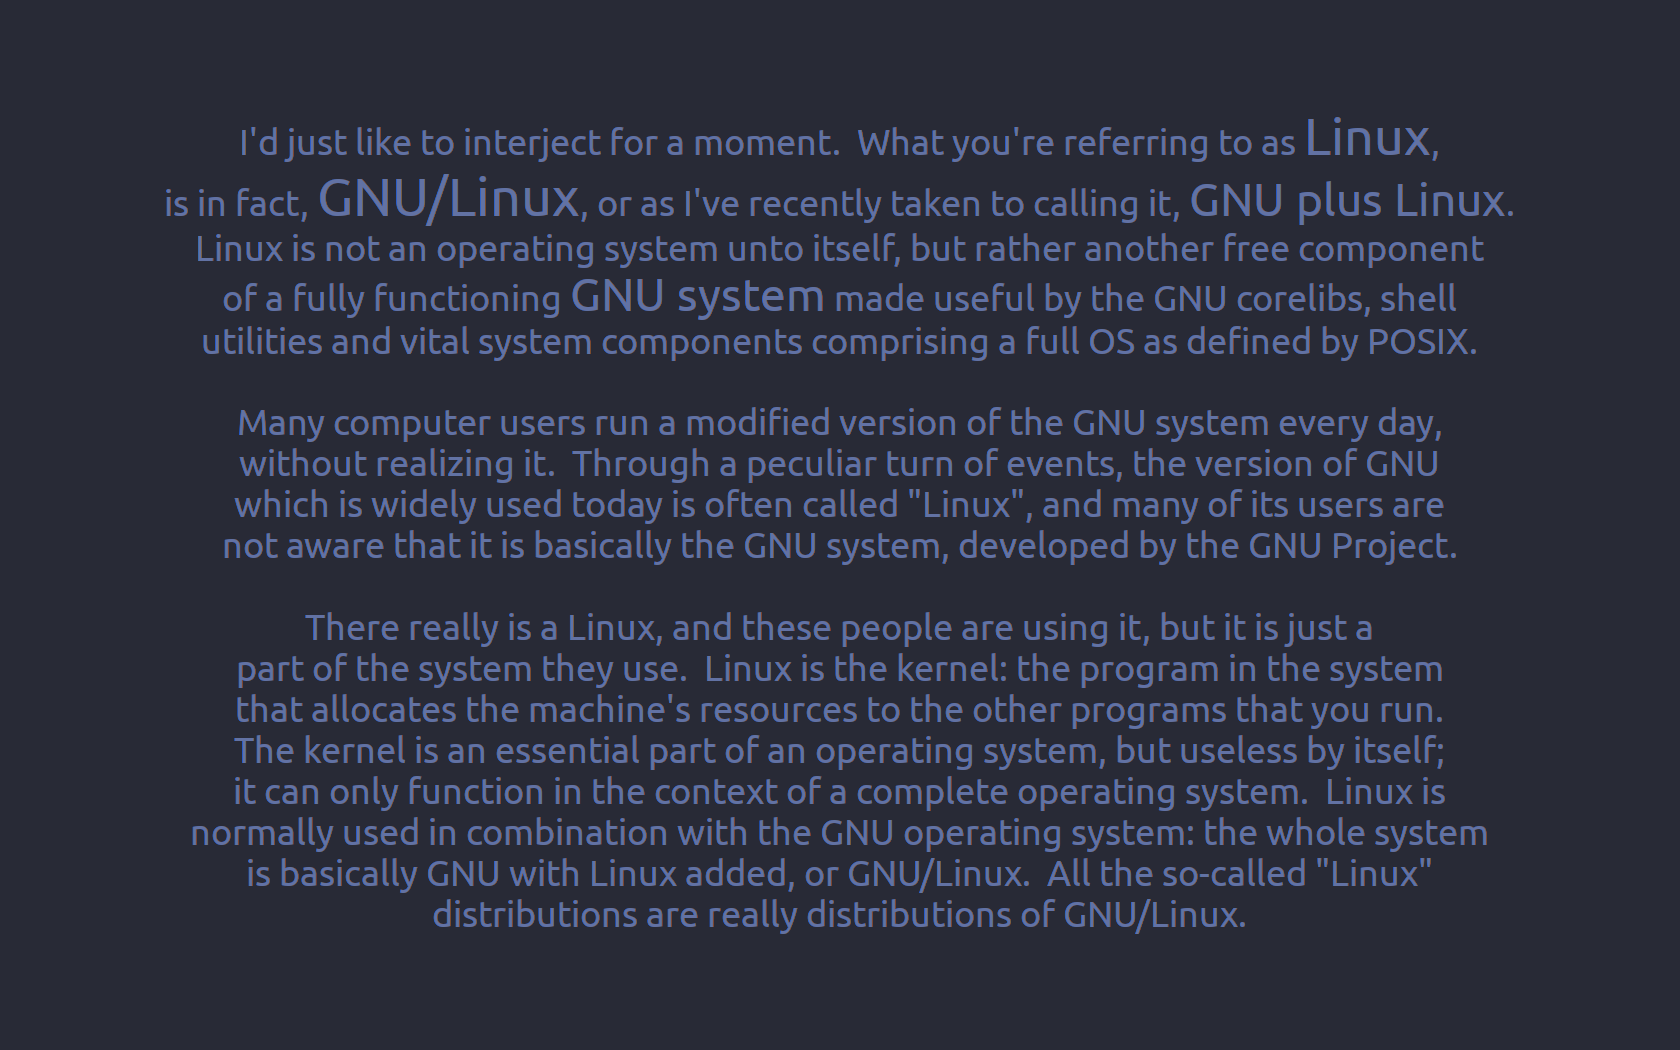 I'd just like to interject for a moment.  What you're referring to as Linux,
is in fact, GNU/Linux, or as I've recently taken to calling it, GNU plus Linux.
Linux is not an operating system unto itself, but rather another free component
of a fully functioning GNU system made useful by the GNU corelibs, shell
utilities and vital system components comprising a full OS as defined by POSIX.
Many computer users run a modified version of the GNU system every day,
without realizing it.  Through a peculiar turn of events, the version of GNU
which is widely used today is often called "Linux", and many of its users are
not aware that it is basically the GNU system, developed by the GNU Project.
There really is a Linux, and these people are using it, but it is just a
part of the system they use.  Linux is the kernel: the program in the system
that allocates the machine's resources to the other programs that you run.
The kernel is an essential part of an operating system, but useless by itself;
it can only function in the context of a complete operating system.  Linux is
normally used in combination with the GNU operating system: the whole system
is basically GNU with Linux added, or GNU/Linux.  All the so-called "Linux"
distributions are really distributions of GNU/Linux.